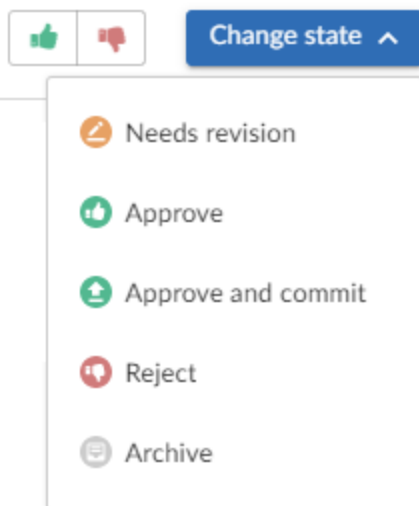 Change state
Needs revision
Approve
Approve and commit
Reject
Archive